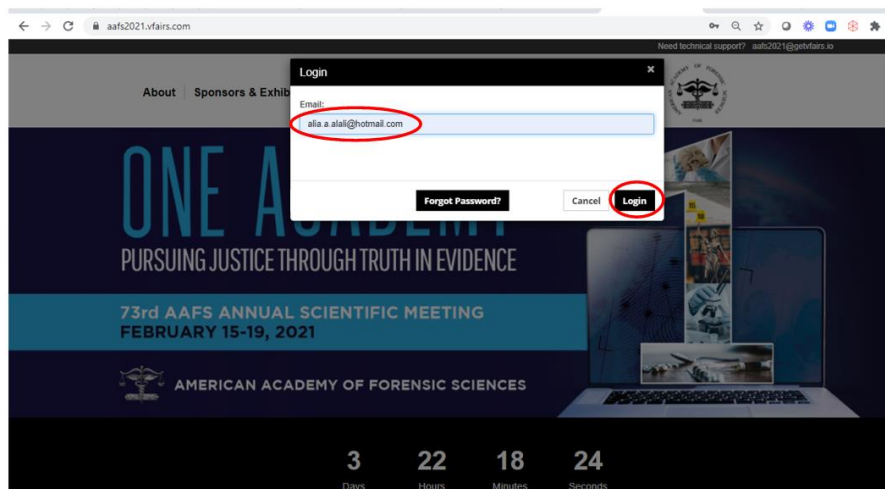 aafs2021.vfairs.com
Need technical support? aafs2021@getvfairs.io
Login ×
About Sponsors & Exhib
Email:
alia.a.alali@hotmail.com
Forgot Password? Cancel Login
ONE A
PURSUING JUSTICE THROUGH TRUTH IN EVIDENCE
73rd AAFS ANNUAL SCIENTIFIC MEETING
FEBRUARY 15-19, 2021
AMERICAN ACADEMY OF FORENSIC SCIENCES
3 22 18 24
Days Hours Minutes Seconds